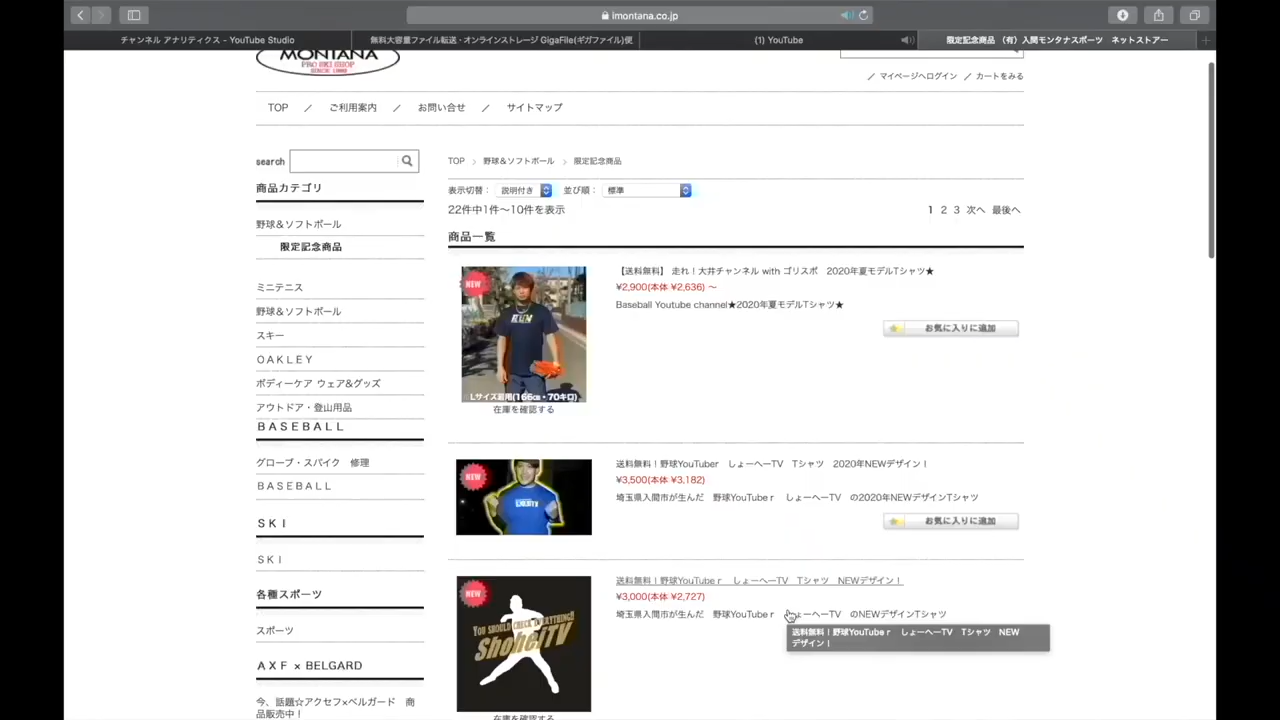 imontana.co.jp
チャンネル アナリティクス - YouTube Studio
無料大容量ファイル転送・オンラインストレージ GigaFile(ギガファイル)便
(1) YouTube
限定記念商品 （有）入間モンタナスポーツ　ネットストアー
MONTANA
PRO SKI SHOP
SINCE 1980
／ マイページへログイン ／ カートをみる
TOP ／ ご利用案内 ／ お問い合せ ／ サイトマップ
search
商品カテゴリ
野球＆ソフトボール
限定記念商品
ミニテニス
野球＆ソフトボール
スキー
ＯＡＫＬＥＹ
ボディーケア ウェア&グッズ
アウトドア・登山用品
ＢＡＳＥＢＡＬＬ
グローブ・スパイク　修理
ＢＡＳＥＢＡＬＬ
ＳＫＩ
ＳＫＩ
各種スポーツ
スポーツ
ＡＸＦ × BELGARD
今、話題☆アクセフ×ベルガード　商
品販売中！
TOP > 野球＆ソフトボール > 限定記念商品
表示切替： 説明付き 並び順： 標準
22件中1件〜10件を表示
1 2 3 次へ 最後へ
商品一覧
NEW
RUN
Lサイズ着用(166㎝・70キロ)
在庫を確認する
【送料無料】 走れ！大井チャンネル with ゴリスポ　2020年夏モデルTシャツ★
¥2,900(本体 ¥2,636) 〜
Baseball Youtube channel★2020年夏モデルTシャツ★
お気に入りに追加
NEW
SHOHEITV
送料無料！野球YouTuber　しょーへーTV　Tシャツ　2020年NEWデザイン！
¥3,500(本体 ¥3,182)
埼玉県入間市が生んだ　野球YouTubeｒ　しょーへーTV　の2020年NEWデザインTシャツ
お気に入りに追加
NEW
YOU SHOULD CHECK EVERYTHING!!
ShoheiTV
在庫を確認する
送料無料！野球YouTubeｒ　しょーへーTV　Tシャツ　NEWデザイン！
¥3,000(本体 ¥2,727)
埼玉県入間市が生んだ　野球YouTubeｒ　しょーへーTV　のNEWデザインTシャツ
送料無料！野球YouTubeｒ　しょーへーTV　Tシャツ　NEW
デザイン！